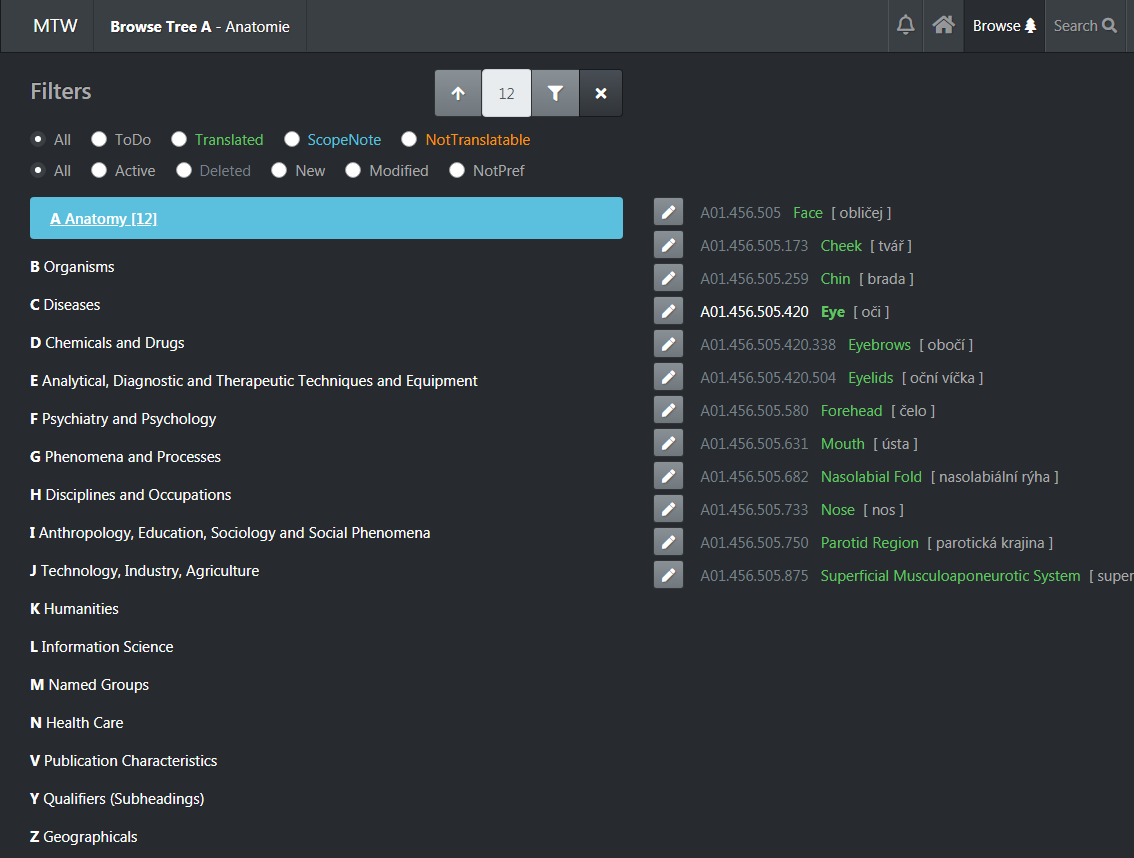 MTW Browse Tree A - Anatomie Browse Search
Filters 12
All ToDo Translated ScopeNote NotTranslatable
All Active Deleted New Modified NotPref
A Anatomy [12]
B Organisms
C Diseases
D Chemicals and Drugs
E Analytical, Diagnostic and Therapeutic Techniques and Equipment
F Psychiatry and Psychology
G Phenomena and Processes
H Disciplines and Occupations
I Anthropology, Education, Sociology and Social Phenomena
J Technology, Industry, Agriculture
K Humanities
L Information Science
M Named Groups
N Health Care
V Publication Characteristics
Y Qualifiers (Subheadings)
Z Geographicals
A01.456.505 Face [ obličej ]
A01.456.505.173 Cheek [ tvář ]
A01.456.505.259 Chin [ brada ]
A01.456.505.420 Eye [ oči ]
A01.456.505.420.338 Eyebrows [ obočí ]
A01.456.505.420.504 Eyelids [ oční víčka ]
A01.456.505.580 Forehead [ čelo ]
A01.456.505.631 Mouth [ ústa ]
A01.456.505.682 Nasolabial Fold [ nasolabiální rýha ]
A01.456.505.733 Nose [ nos ]
A01.456.505.750 Parotid Region [ parotická krajina ]
A01.456.505.875 Superficial Musculoaponeurotic System [ super